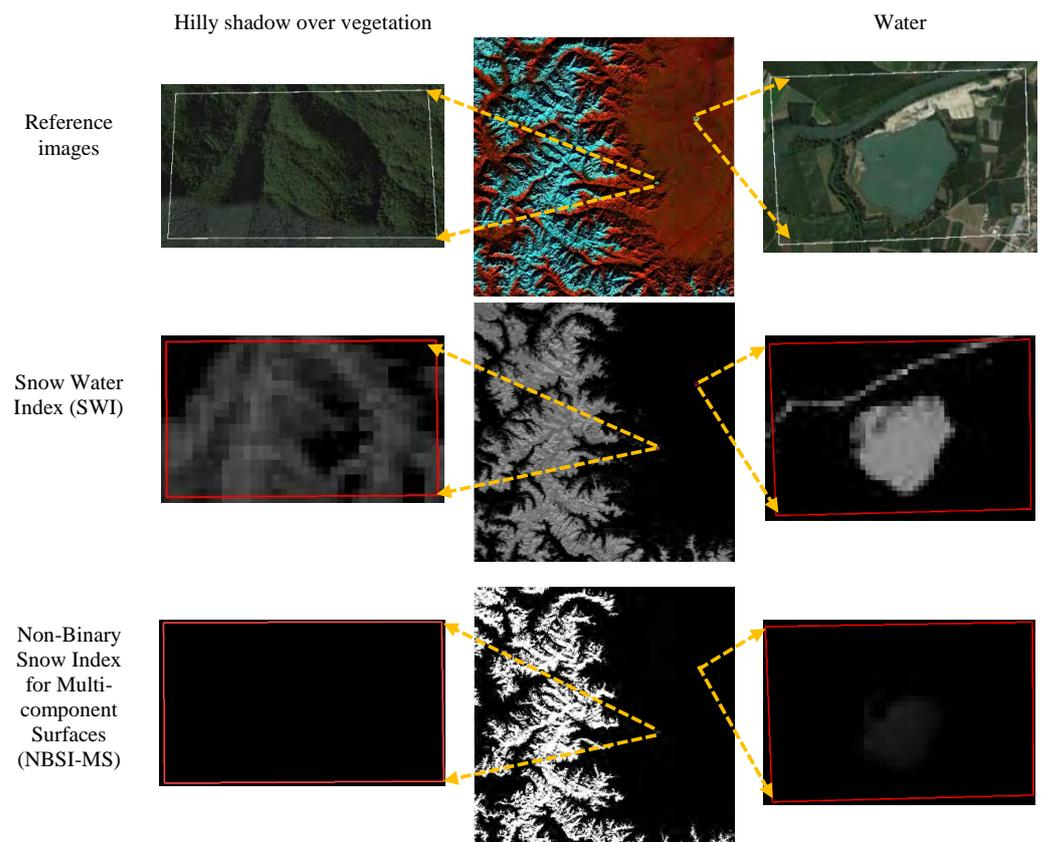 Hilly shadow over vegetation
Water
Reference
images
Snow Water
Index (SWI)
Non-Binary
Snow Index
for Multi-
component
Surfaces
(NBSI-MS)